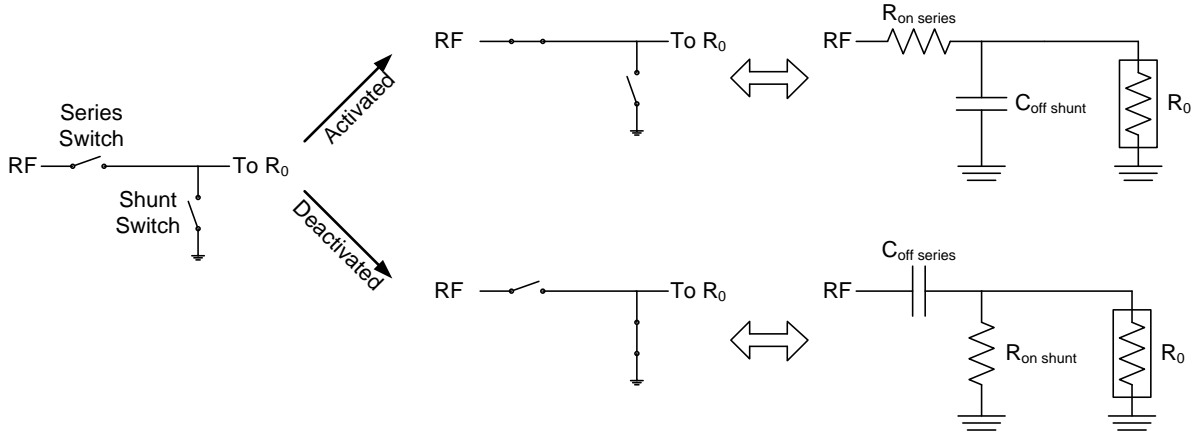 Series
Switch
RF
To R0
Shunt
Switch
Activated
Deactivated
RF
To R0
RF
Ron series
Coff shunt
R0
RF
To R0
RF
Coff series
Ron shunt
R0